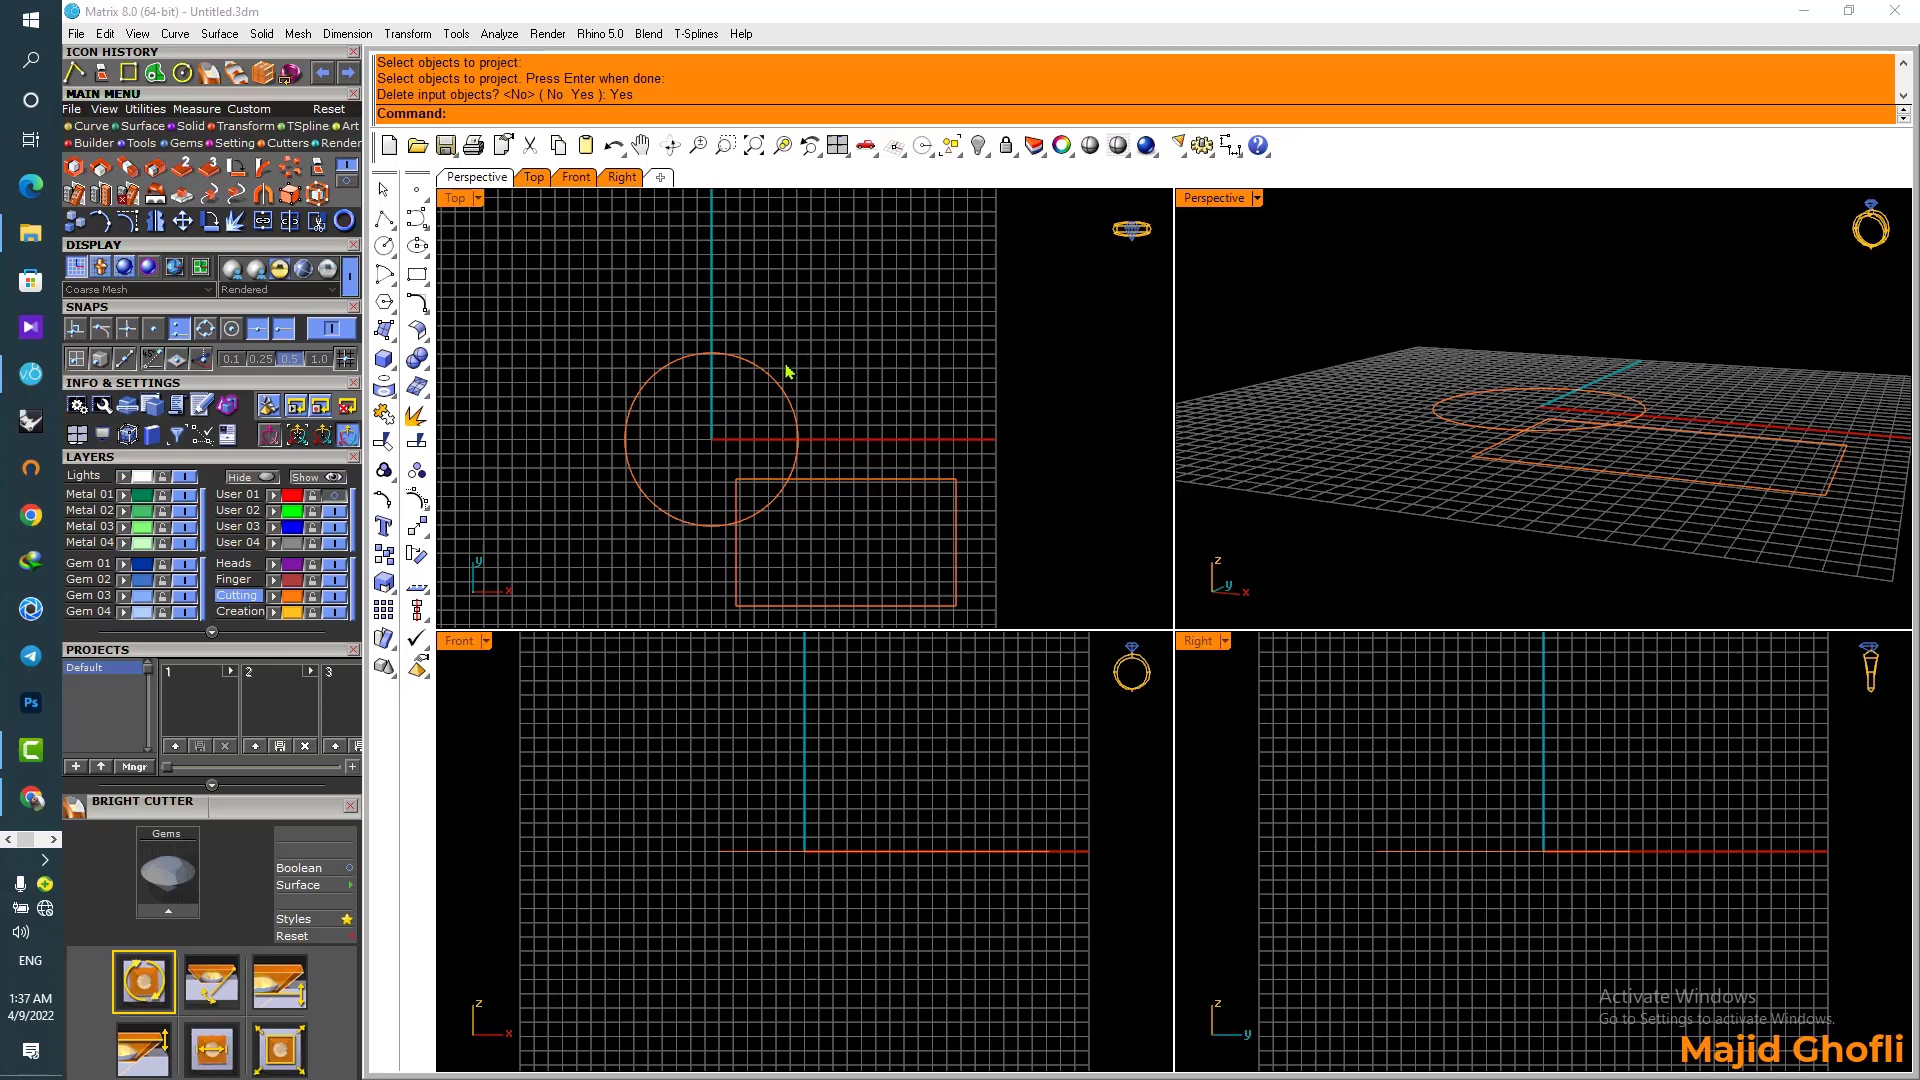 Matrix 8.0 (64-bit) - Untitled.3dm
File Edit View Curve Surface Solid Mesh Dimension Transform Tools Analyze Render Rhino 5.0 Blend T-Splines Help
ICON HISTORY
MAIN MENU
File View Utilities Measure Custom Reset
Curve Surface Solid Transform TSpline Art
Builder Tools Gems Setting Cutters Render
DISPLAY
Coarse Mesh Rendered
SNAPS
0.1 0.25 0.5 1.0
INFO & SETTINGS
LAYERS
Lights Hide Show
Metal 01 User 01
Metal 02 User 02
Metal 03 User 03
Metal 04 User 04
Gem 01 Heads
Gem 02 Finger
Gem 03 Cutting
Gem 04 Creation
PROJECTS
Default
1 2 3
Mngr
BRIGHT CUTTER
Gems
Boolean
Surface
Styles
Reset
Select objects to project:
Select objects to project. Press Enter when done:
Delete input objects? <No> ( No Yes ): Yes
Command:
Perspective Top Front Right
Top
y
x
Perspective
z
y
x
Front
z
x
Right
z
y
ENG
1:37 AM
4/9/2022
Ps
Activate Windows
Go to Settings to activate Windows.
Majid Ghofli